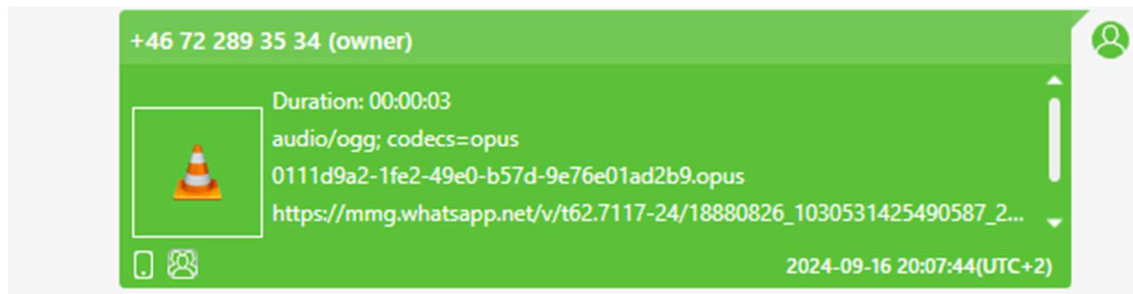 +46 72 289 35 34 (owner)
Duration: 00:00:03
audio/ogg; codecs=opus
0111d9a2-1fe2-49e0-b57d-9e76e01ad2b9.opus
https://mmg.whatsapp.net/v/t62.7117-24/18880826_1030531425490587_2...
2024-09-16 20:07:44(UTC+2)